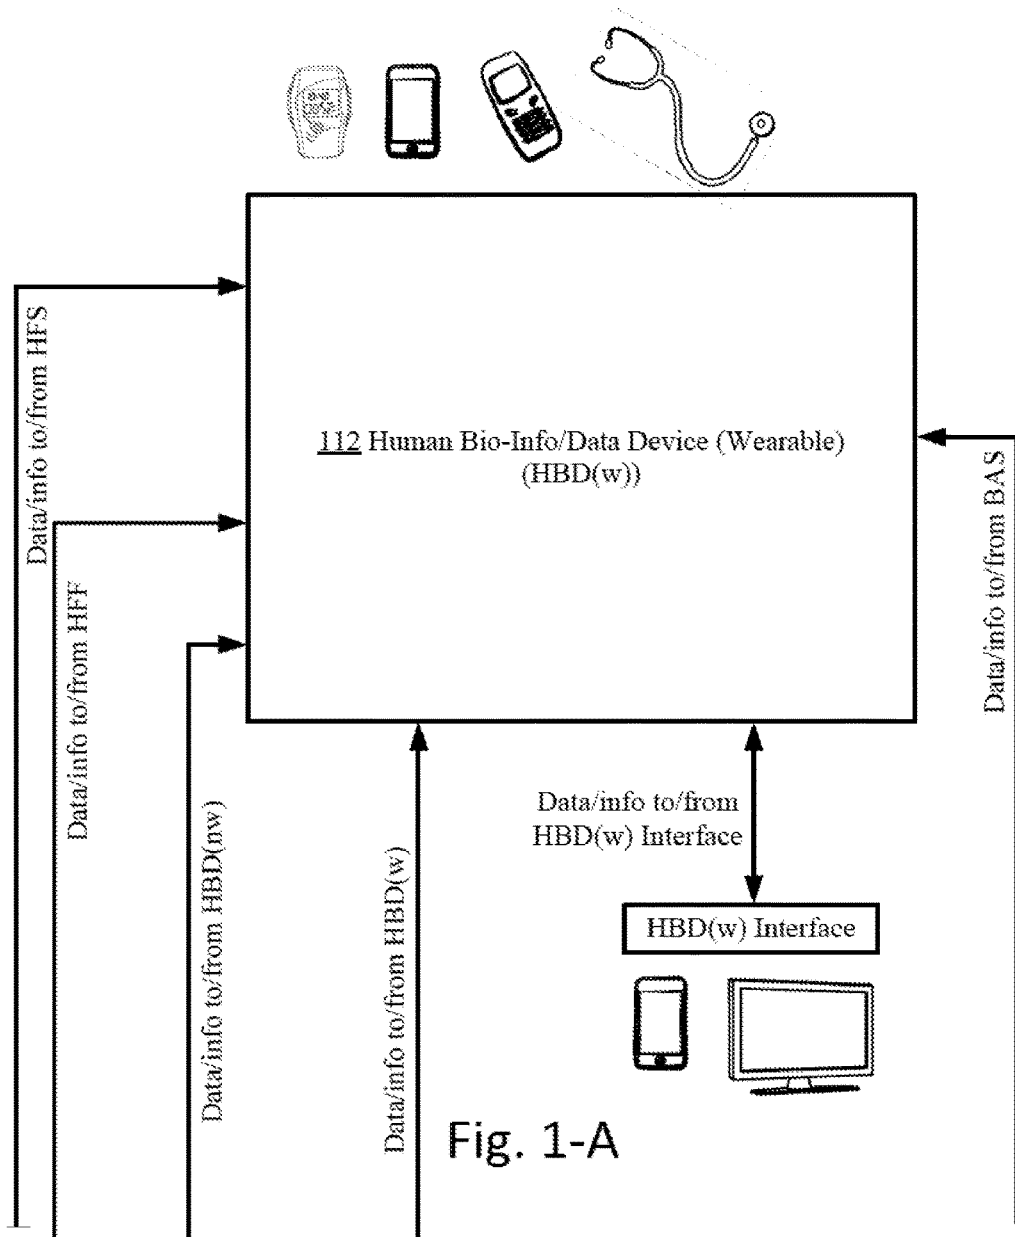 112 Human Bio-Info/Data Device (Wearable)
(HBD(w))
Data/info to/from HFS
Data/info to/from HFF
Data/info to/from HBD(nw)
Data/info to/from HBD(w)
Data/info to/from
HBD(w) Interface
HBD(w) Interface
Data/info to/from BAS
Fig. 1-A